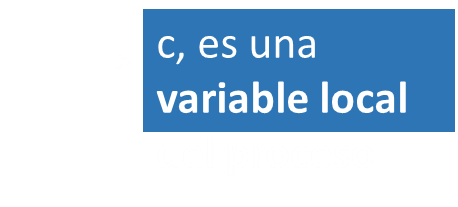 c, es una
variable local